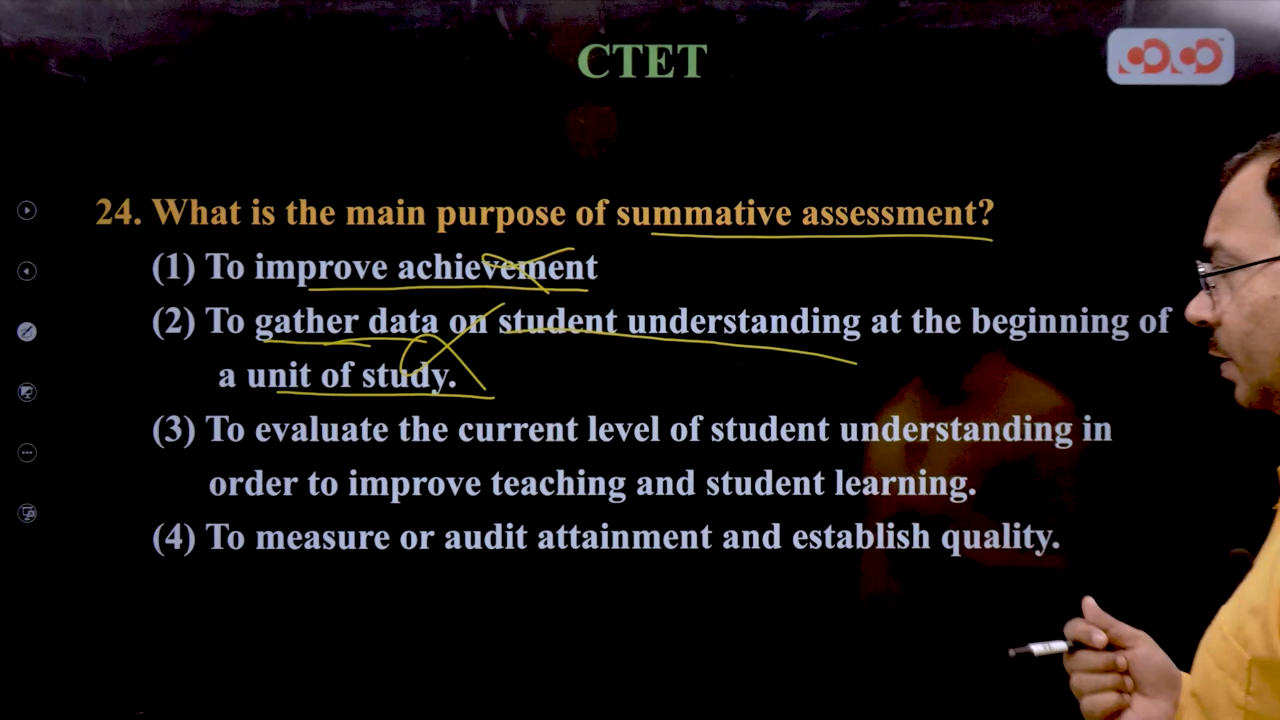 CTET
24. What is the main purpose of summative assessment?
(1) To improve achievement
(2) To gather data on student understanding at the beginning of
a unit of study.
(3) To evaluate the current level of student understanding in
order to improve teaching and student learning.
(4) To measure or audit attainment and establish quality.